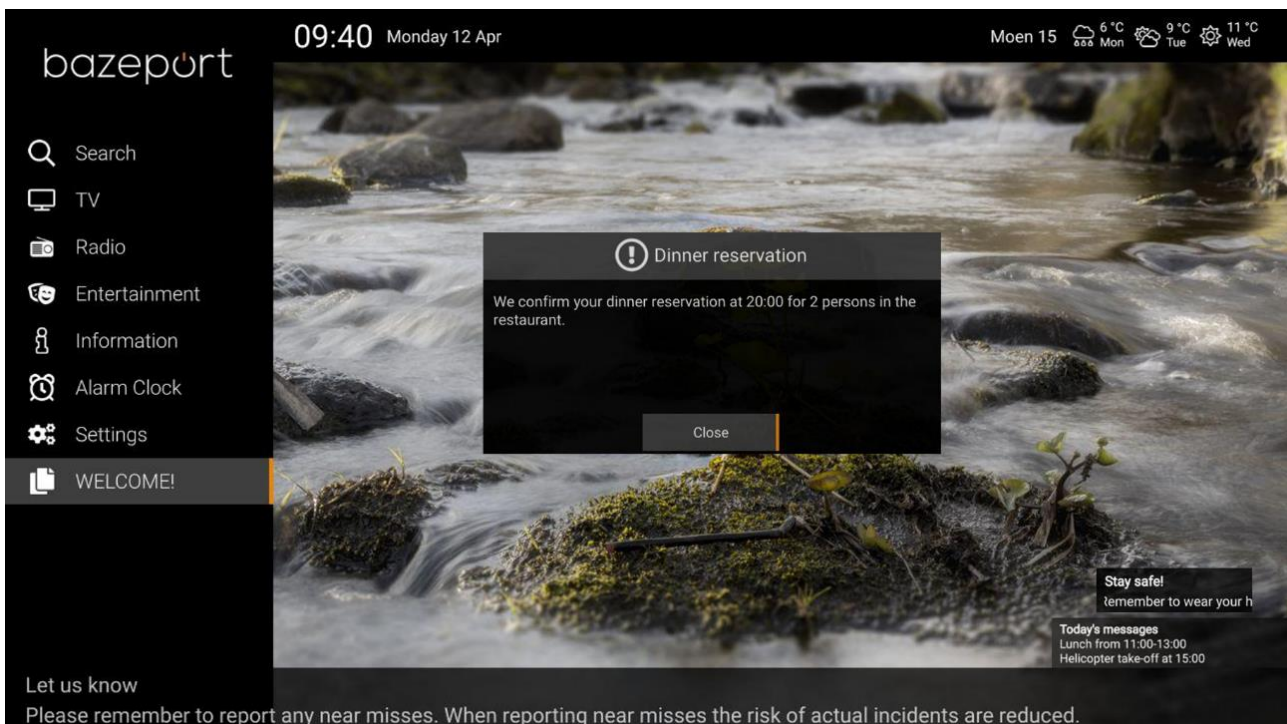 bazeport
09:40 Monday 12 Apr
Moen 15
6 °C
Mon
9 °C
Tue
11 °C
Wed
Search
TV
Radio
Entertainment
Information
Alarm Clock
Settings
WELCOME!
Dinner reservation
We confirm your dinner reservation at 20:00 for 2 persons in the
restaurant.
Close
Stay safe!
Remember to wear your h
Today's messages
Lunch from 11:00-13:00
Helicopter take-off at 15:00
Let us know
Please remember to report any near misses. When reporting near misses the risk of actual incidents are reduced.